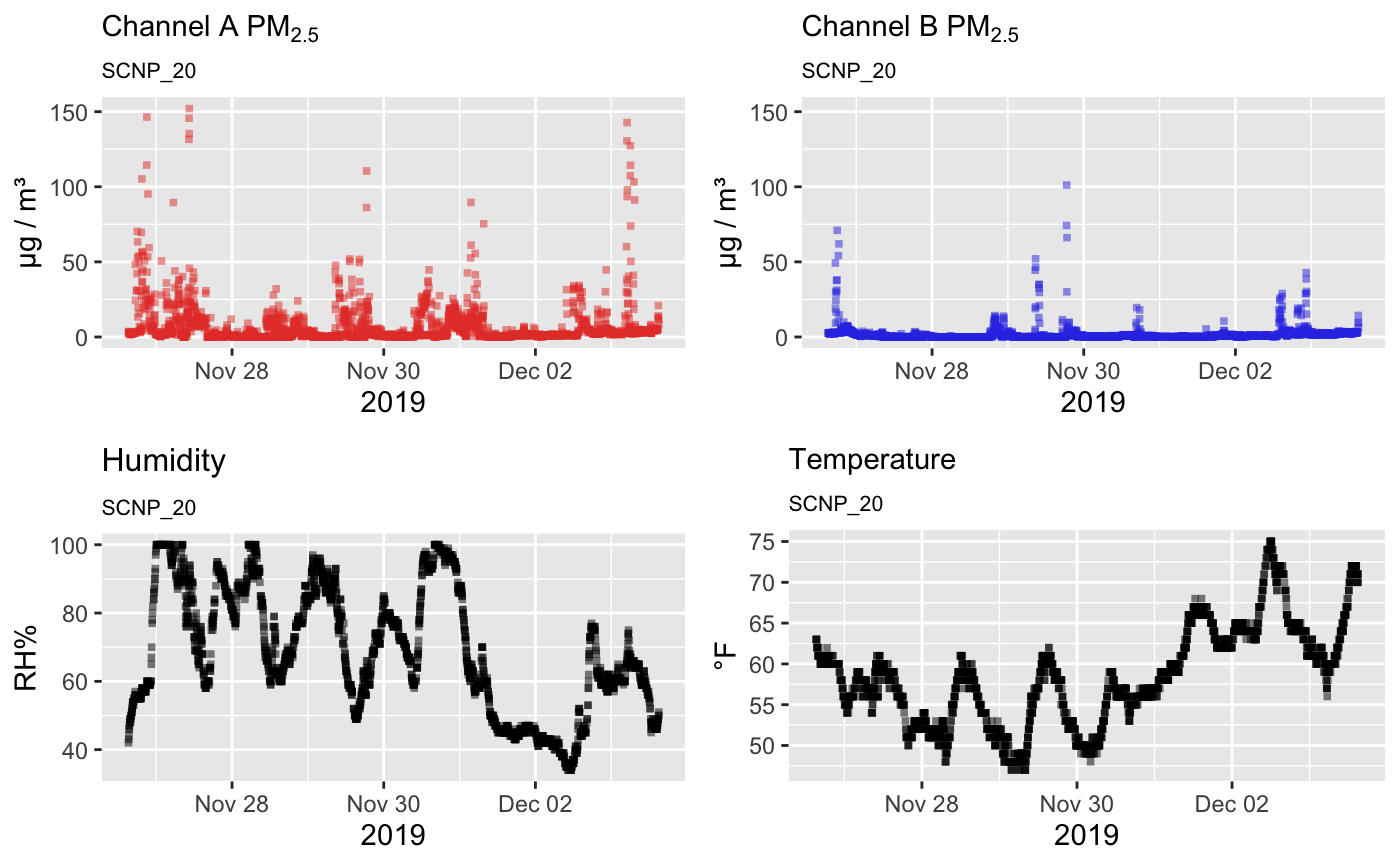 Channel A PM2.5
SCNP_20
150
100
50
0
µg / m³
Nov 28 Nov 30 Dec 02
2019
Channel B PM2.5
SCNP_20
150
100
50
0
µg / m³
Nov 28 Nov 30 Dec 02
2019
Humidity
SCNP_20
100
80
60
40
RH%
Nov 28 Nov 30 Dec 02
2019
Temperature
SCNP_20
75
70
65
60
55
50
°F
Nov 28 Nov 30 Dec 02
2019